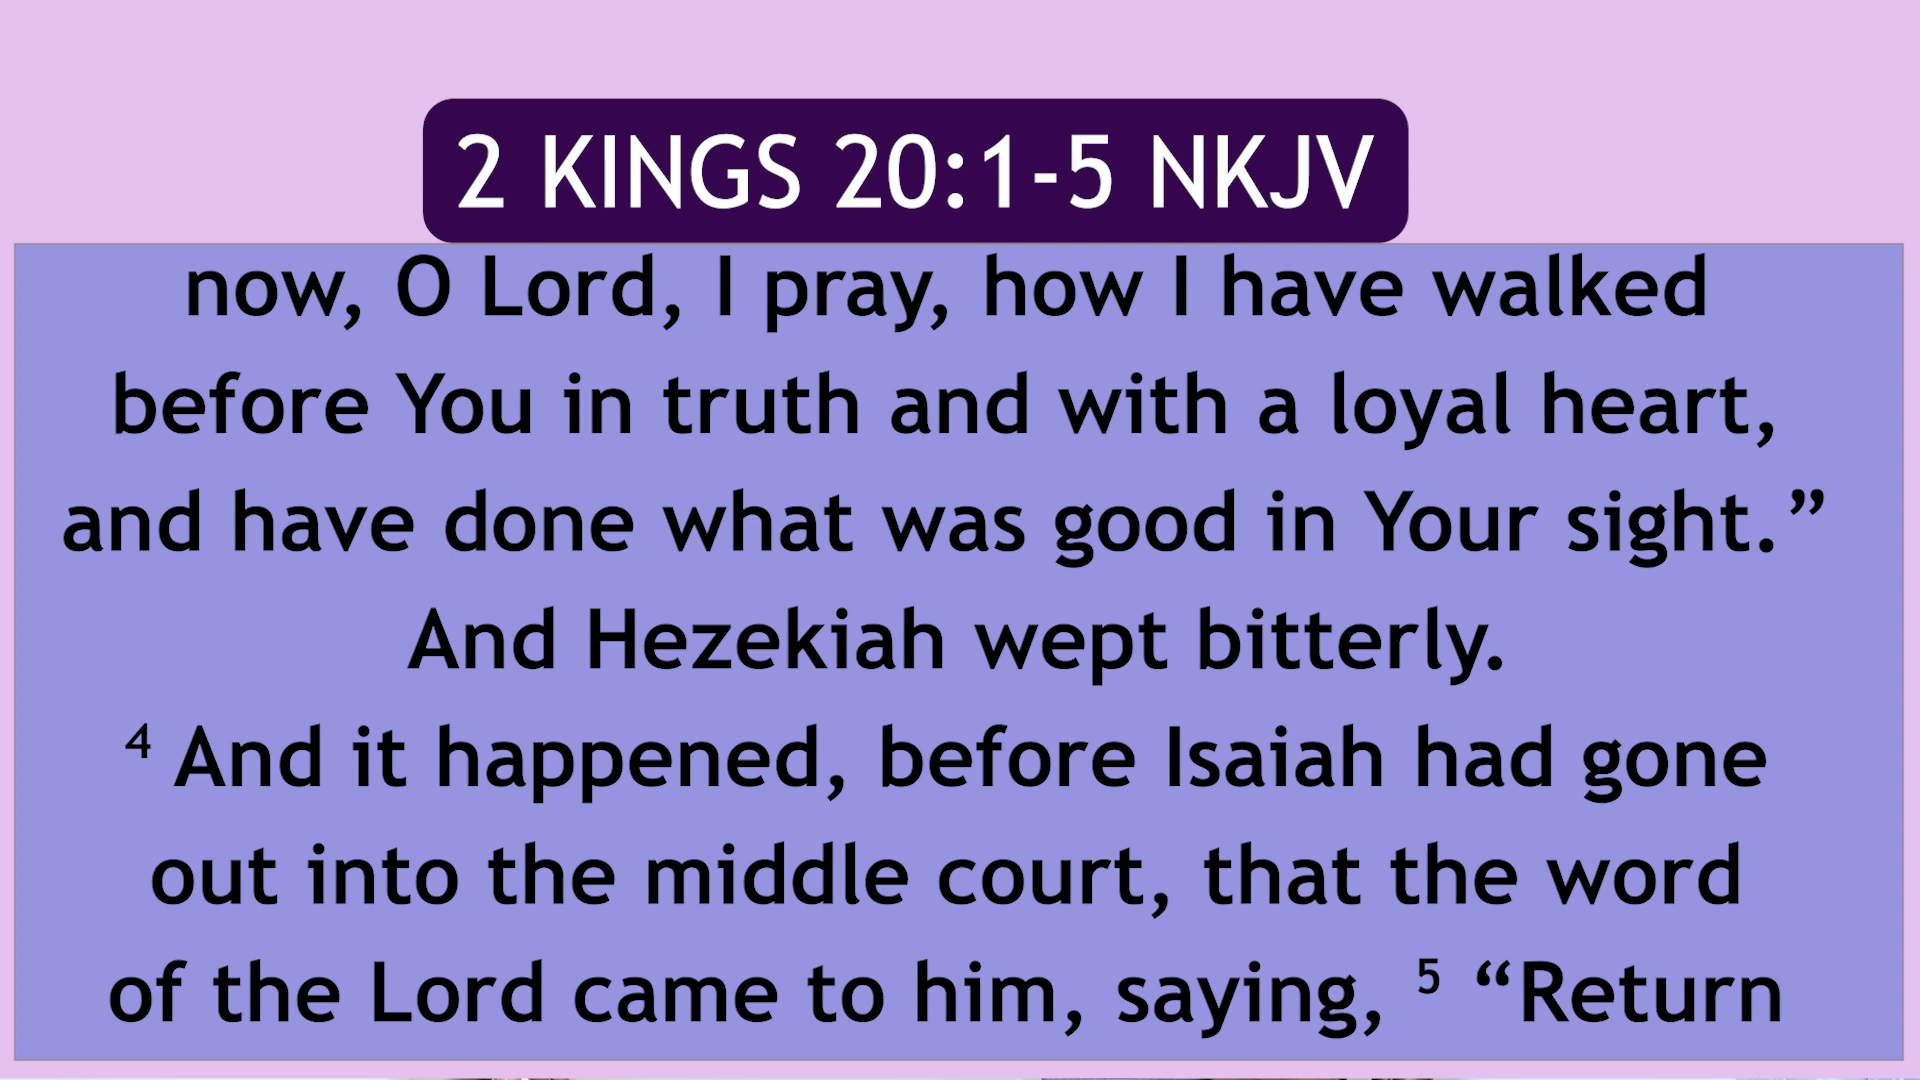 2 KINGS 20:1-5 NKJV
now, O Lord, I pray, how I have walked
before You in truth and with a loyal heart,
and have done what was good in Your sight.”
And Hezekiah wept bitterly.
4 And it happened, before Isaiah had gone
out into the middle court, that the word
of the Lord came to him, saying, 5 “Return